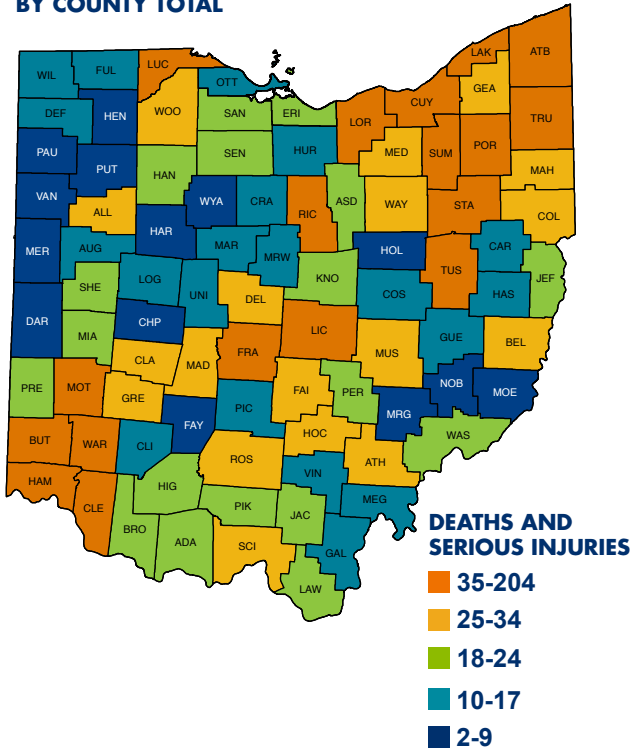 BY COUNTY TOTAL
LAK ATB
WIL FUL LUC
OTT
GEA
DEF HEN WOO SAN ERI LOR CUY
TRU
PAU SEN HUR MED SUM POR
PUT HAN MAH
VAN WYA CRA RIC ASD WAY STA
ALL COL
MER AUG HAR MAR MRW HOL CAR
TUS
SHE LOG UNI KNO COS HAS JEF
DEL
DAR CHP LIC GUE
MIA BEL
CLA MAD FRA MUS
PRE MOT NOB MOE
GRE FAI PER
PIC MRG
FAY
BUT WAR CLI HOC WAS
ROS ATH
HAM VIN
HIG MEG
CLE PIK JAC
BRO ADA SCI GAL
LAW
DEATHS AND
SERIOUS INJURIES
35-204
25-34
18-24
10-17
2-9